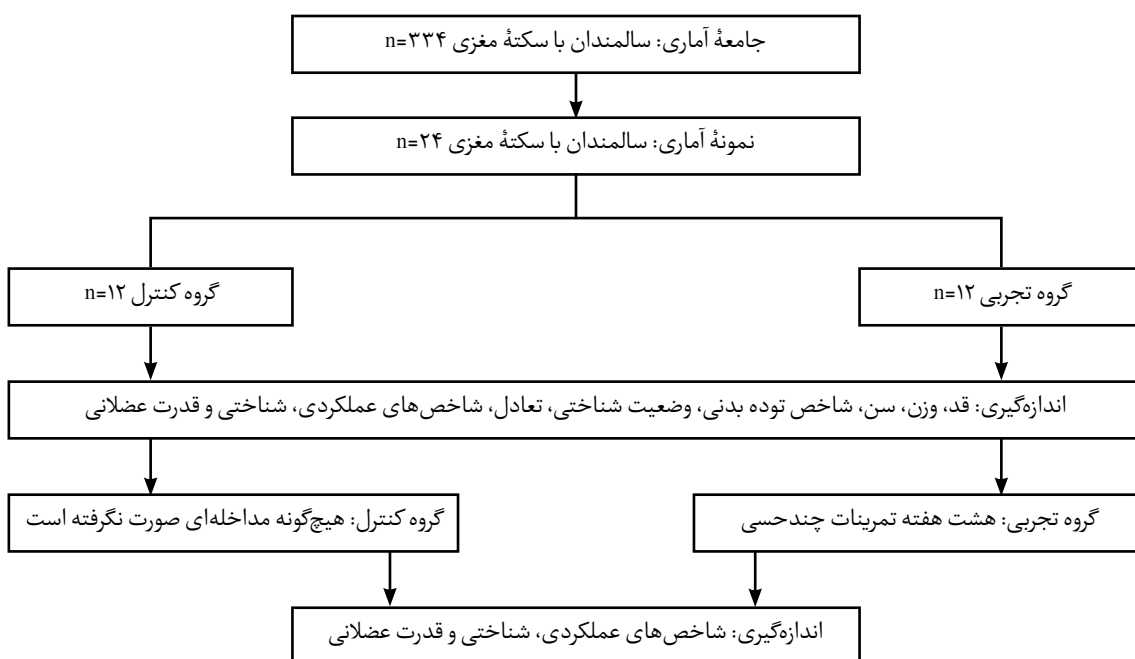 جامعهٔ آماری: سالمندان با سکتهٔ مغزی n=۳۳۴
نمونهٔ آماری: سالمندان با سکتهٔ مغزی n=۲۴
گروه تجربی n=۱۲
گروه کنترل n=۱۲
اندازه‌گیری: قد، وزن، سن، شاخص توده بدنی، وضعیت شناختی، تعادل، شاخص‌های عملکردی، شناختی و قدرت عضلانی
گروه تجربی: هشت هفته تمرینات چندحسی
گروه کنترل: هیچ‌گونه مداخله‌ای صورت نگرفته است
اندازه‌گیری: شاخص‌های عملکردی، شناختی و قدرت عضلانی